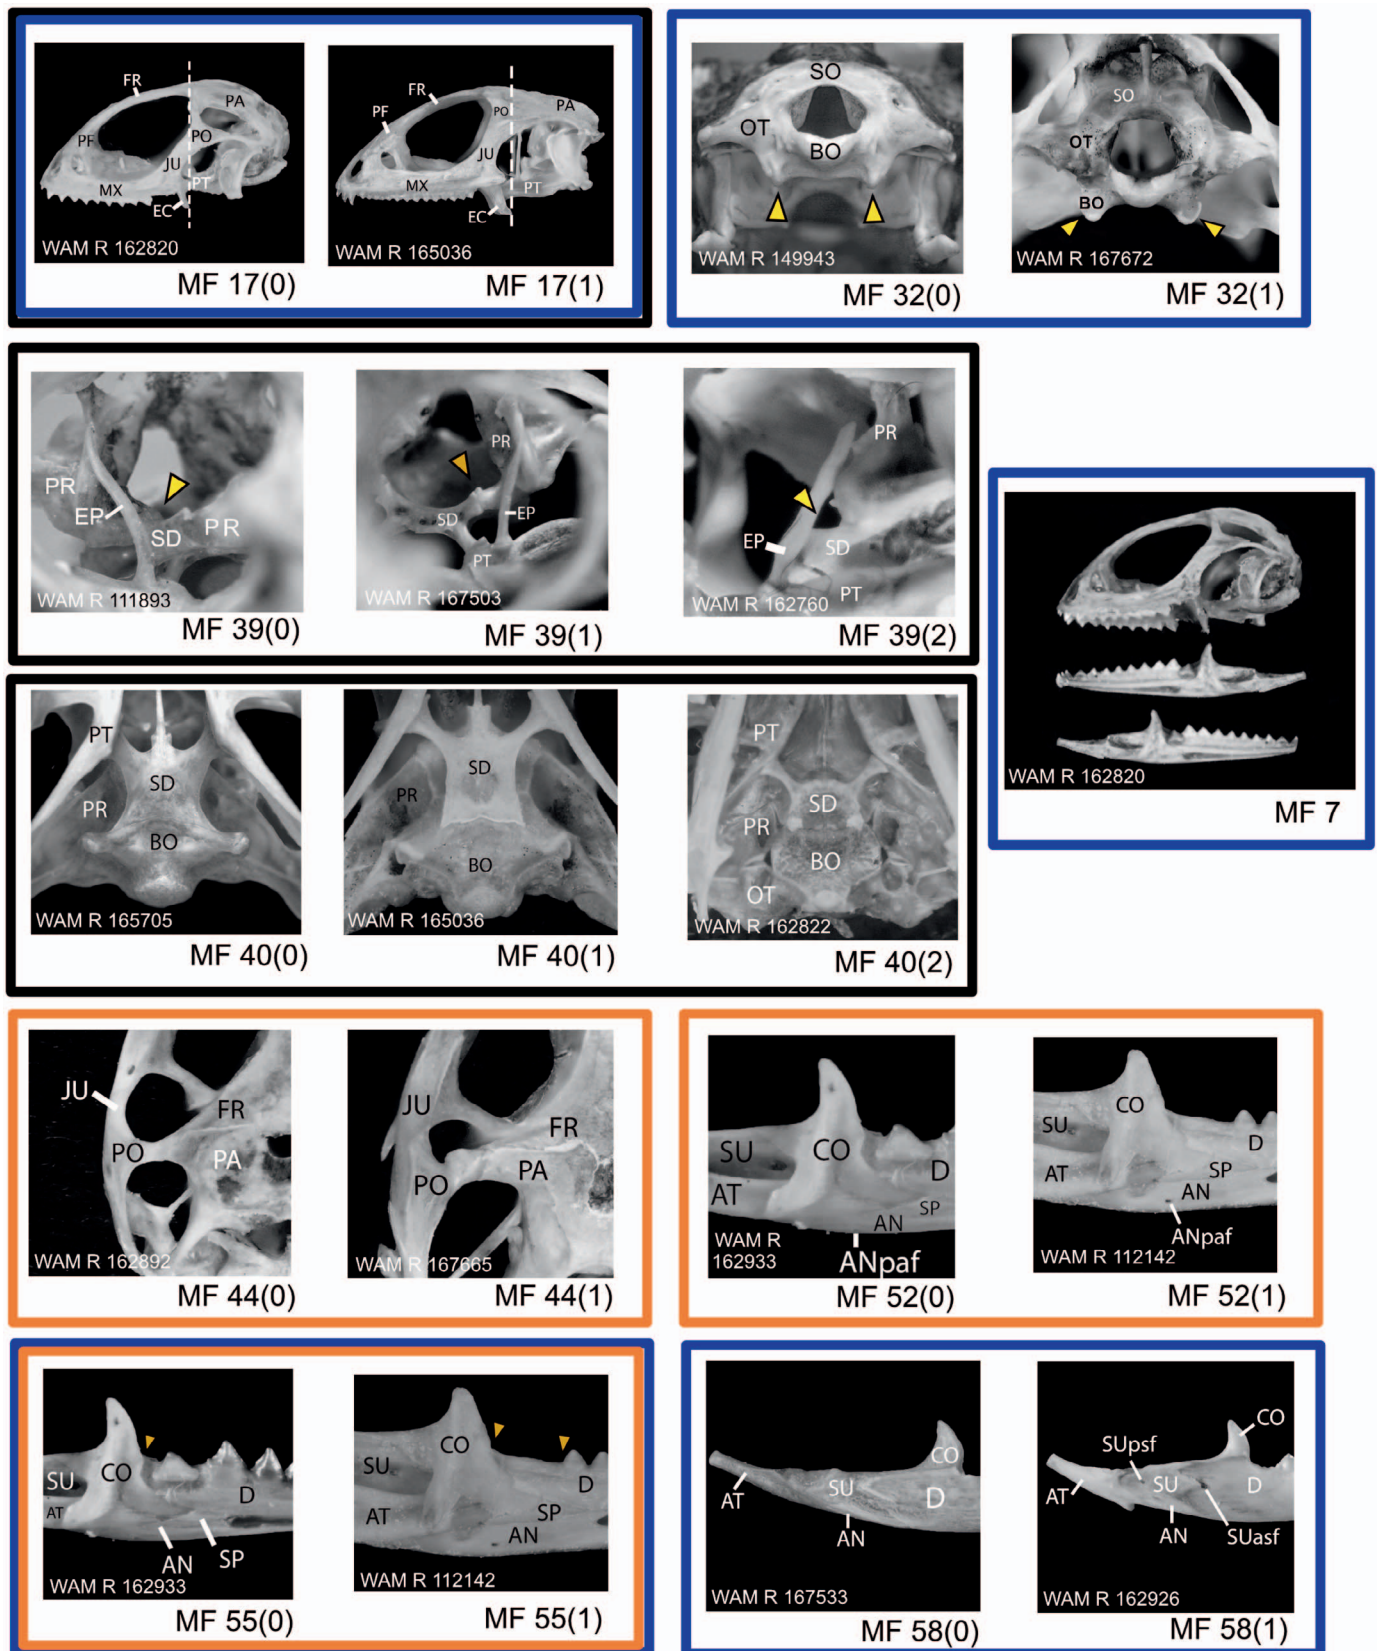 FR
PF
PO
PA
JU
MX
PT
EC
WAM R 162820
MF 17(0)
FR
PF
PO
PA
JU
MX
PT
EC
WAM R 165036
MF 17(1)
SO
OT
BO
WAM R 149943
MF 32(0)
SO
OT
BO
WAM R 167672
MF 32(1)
PR
EP
SD
PR
WAM R 111893
MF 39(0)
PR
SD
EP
PT
WAM R 167503
MF 39(1)
PR
EP
SD
PT
WAM R 162760
MF 39(2)
WAM R 162820
MF 7
PT
SD
PR
BO
WAM R 165705
MF 40(0)
SD
PR
BO
WAM R 165036
MF 40(1)
PT
SD
PR
BO
OT
WAM R 162822
MF 40(2)
JU
FR
PO
PA
WAM R 162892
MF 44(0)
JU
FR
PO
PA
WAM R 167665
MF 44(1)
SU
CO
D
AT
SP
AN
WAM R
162933
ANpaf
MF 52(0)
CO
SU
D
SP
AT
AN
ANpaf
WAM R 112142
MF 52(1)
SU
CO
D
AT
AN
SP
WAM R 162933
MF 55(0)
CO
SU
D
SP
AT
AN
WAM R 112142
MF 55(1)
CO
SU
D
AT
AN
WAM R 167533
MF 58(0)
CO
SUpsf
SU
D
AT
AN
SUasf
WAM R 162926
MF 58(1)